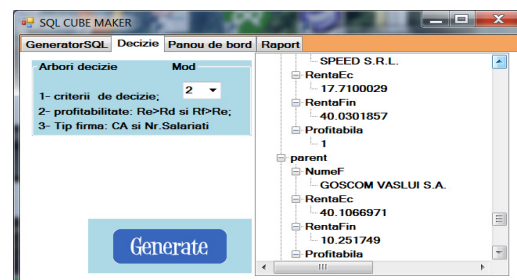 SQL CUBE MAKER
GeneratorSQL Decizie Panou de bord Raport
Arbori decizie Mod
1- criterii de decizie;
2
2- profitabilitate: Re>Rd si Rf>Re;
3- Tip firma: CA si Nr.Salariati
Generate
SPEED S.R.L.
RentaEc
17.7100029
RentaFin
40.0301857
Profitabila
1
parent
NumeF
GOSCOM VASLUI S.A.
RentaEc
40.1066971
RentaFin
10.251749
Profitabila